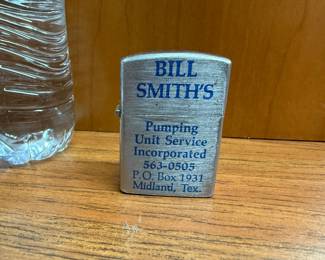 BILL
SMITH'S
Pumping
Unit Service
Incorporated
563-0505
P.O. Box 1931
Midland, Tex.